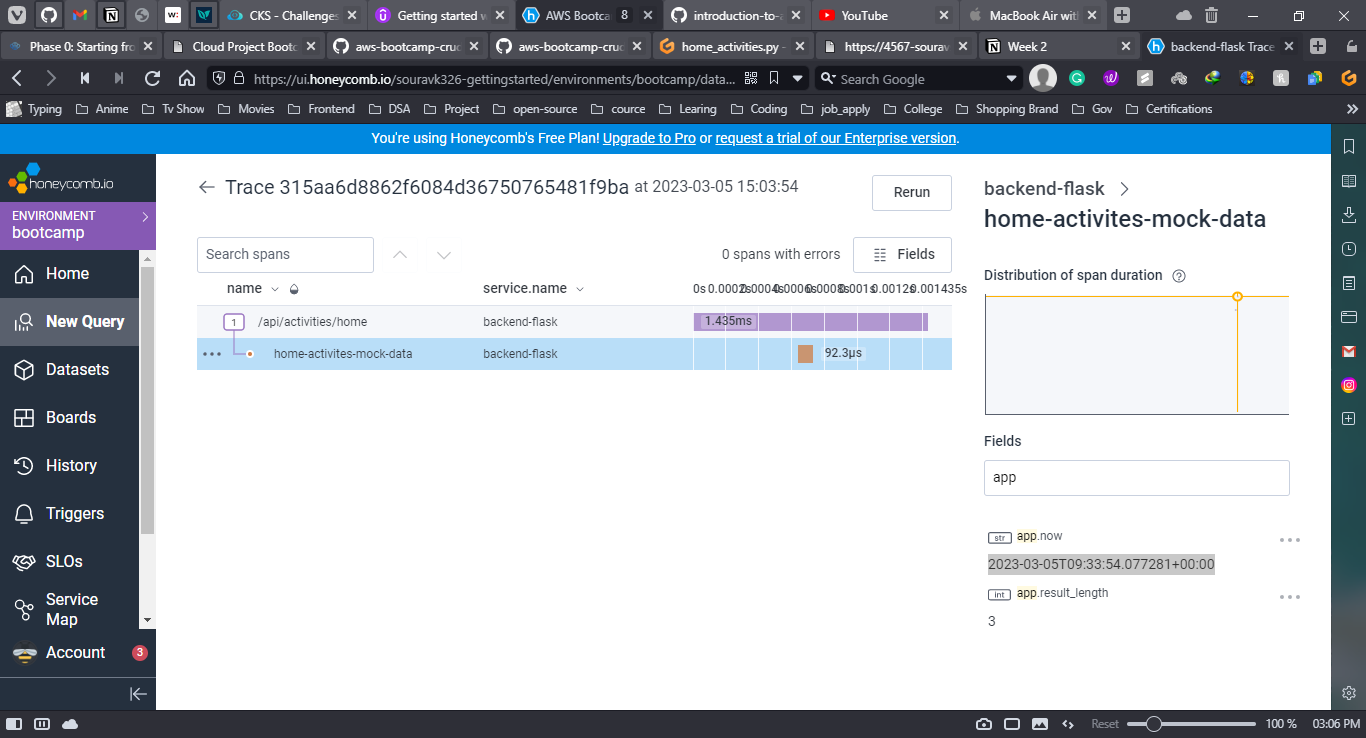 CKS - Challenges
Getting started w
AWS Bootca 8
introduction-to-a
YouTube
MacBook Air with
Phase 0: Starting fro
Cloud Project Bootc
aws-bootcamp-cruc
aws-bootcamp-cruc
home_activities.py -
https://4567-sourav
Week 2
backend-flask Trace
https://ui.honeycomb.io/souravk326-gettingstarted/environments/bootcamp/data...
Search Google
Typing
Anime
Tv Show
Movies
Frontend
DSA
Project
open-source
cource
Learing
Coding
job_apply
College
Shopping Brand
Gov
Certifications
You're using Honeycomb's Free Plan! Upgrade to Pro or request a trial of our Enterprise version.
honeycomb.io
ENVIRONMENT
bootcamp
Home
New Query
Datasets
Boards
History
Triggers
SLOs
Service
Map
Account 3
Trace 315aa6d8862f6084d36750765481f9ba at 2023-03-05 15:03:54
Rerun
Search spans
0 spans with errors
Fields
name
service.name
0s 0.0002s 0.0004s 0.0006s 0.0008s 0.001s 0.0012s 0.001435s
1 /api/activities/home backend-flask 1.435ms
home-activites-mock-data backend-flask 92.3μs
backend-flask
home-activites-mock-data
Distribution of span duration
Fields
app
str app.now
2023-03-05T09:33:54.077281+00:00
int app.result_length
3
Reset 100 % 03:06 PM